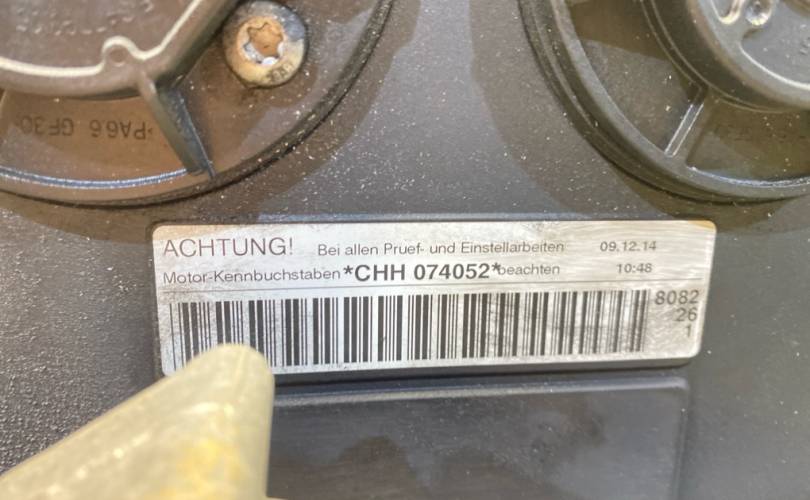 >PA66 GF30
ACHTUNG! Bei allen Pruef- und Einstellarbeiten 09.12.14
Motor-Kennbuchstaben *CHH 074052* beachten 10:48
8082
26
1